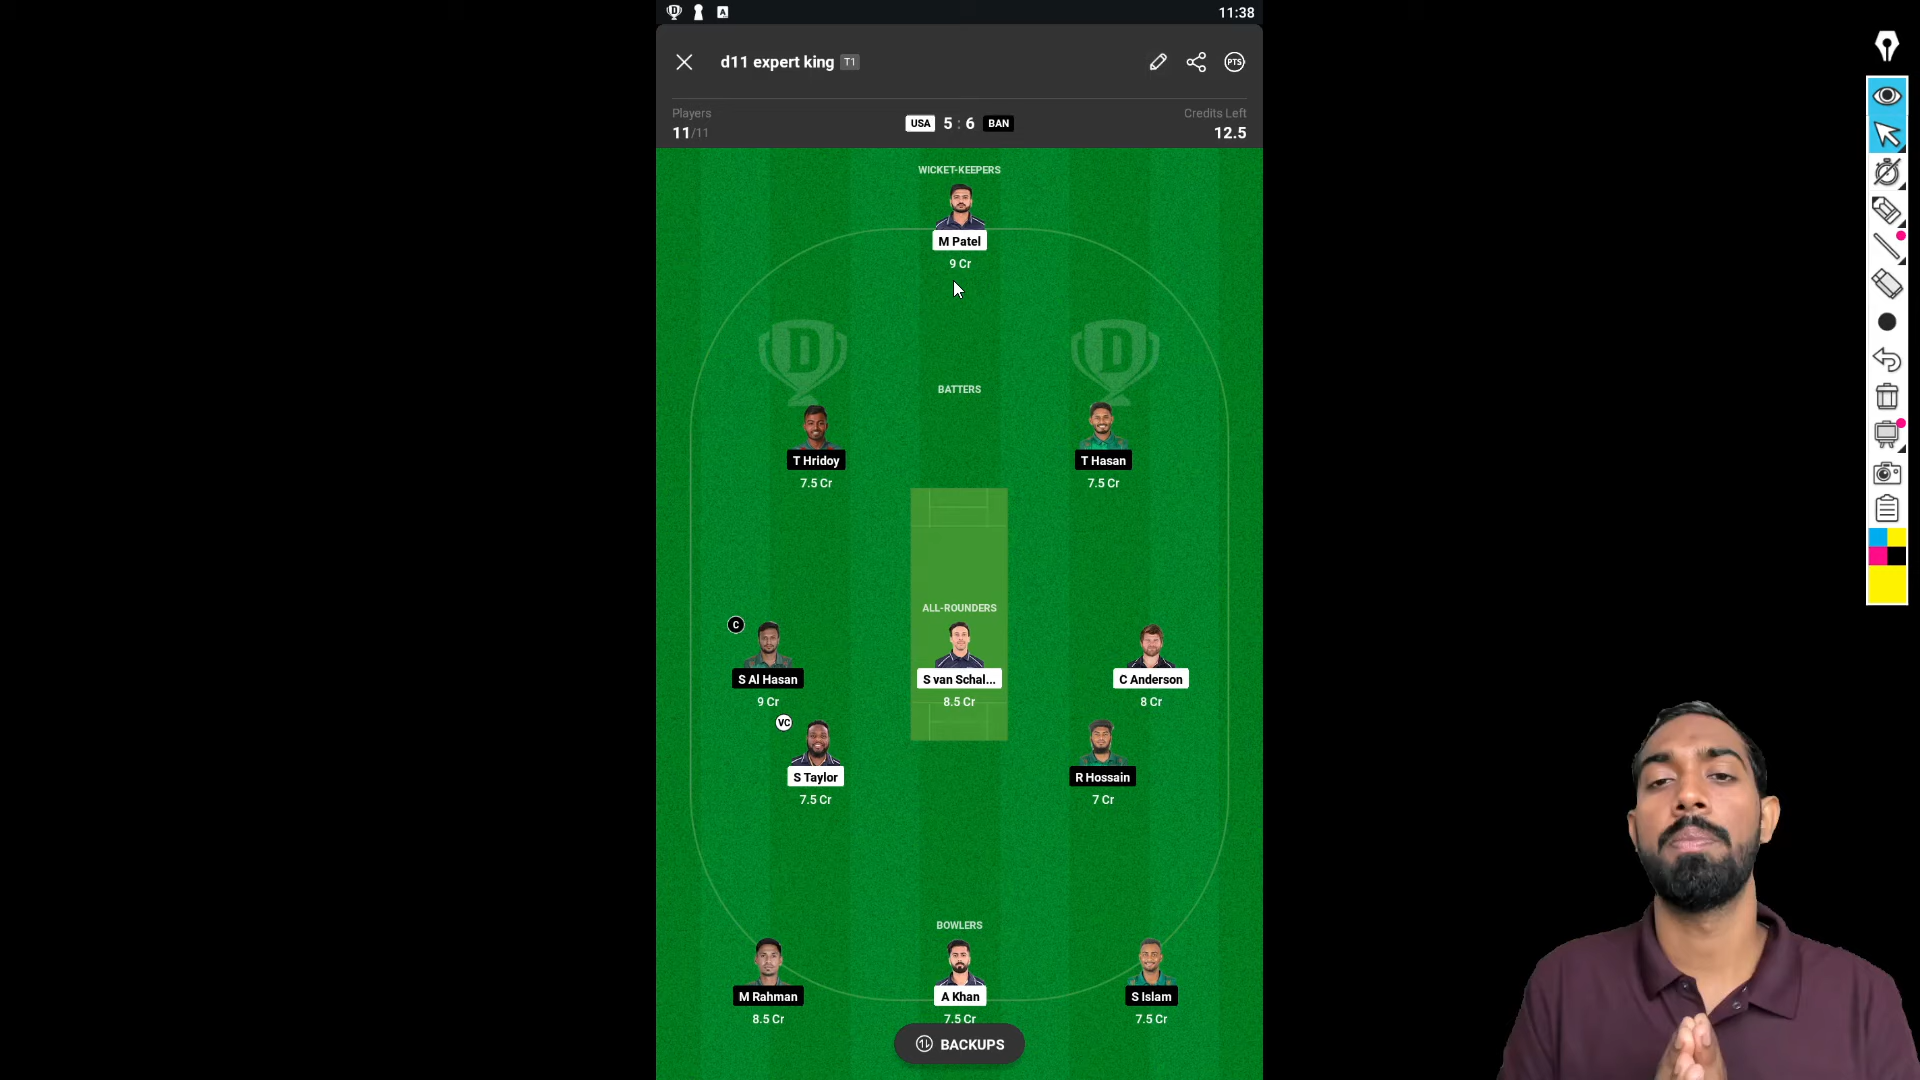 11:38
d11 expert king T1
PTS
Players
11/11
USA 5 : 6 BAN
Credits Left
12.5
WICKET-KEEPERS
M Patel
9 Cr
BATTERS
T Hridoy
7.5 Cr
T Hasan
7.5 Cr
ALL-ROUNDERS
C
S Al Hasan
9 Cr
S van Schal...
8.5 Cr
C Anderson
8 Cr
VC
S Taylor
7.5 Cr
R Hossain
7 Cr
BOWLERS
M Rahman
8.5 Cr
A Khan
7.5 Cr
S Islam
7.5 Cr
BACKUPS